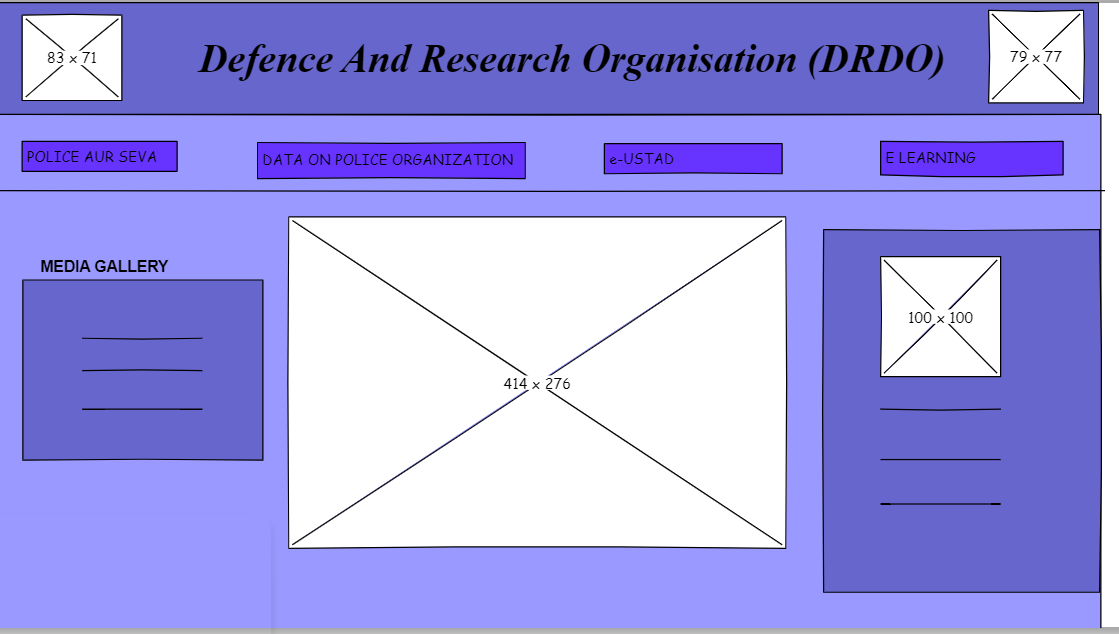 83 × 71
Defence And Research Organisation (DRDO)
79 × 77
POLICE AUR SEVA
DATA ON POLICE ORGANIZATION
e-USTAD
E LEARNING
MEDIA GALLERY
414 × 276
100 × 100